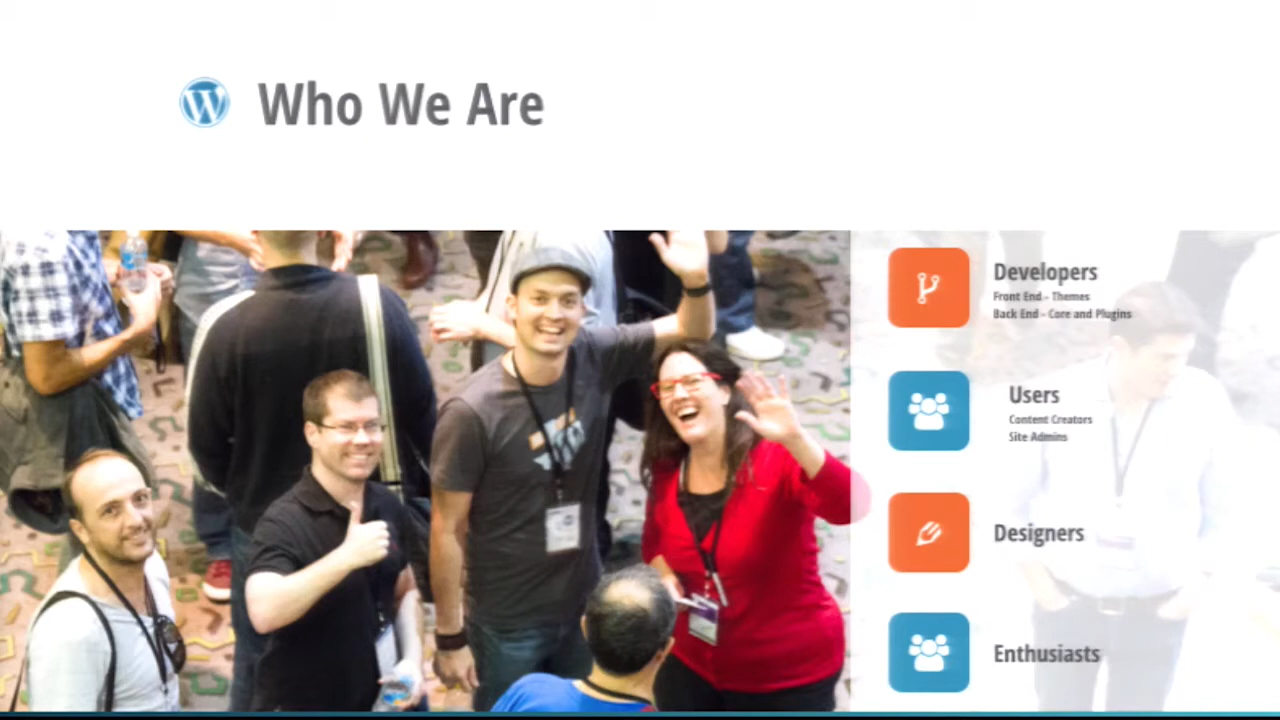 Who We Are
Developers
Front End - Themes
Back End - Core and Plugins
Users
Content Creators
Site Admins
Designers
Enthusiasts